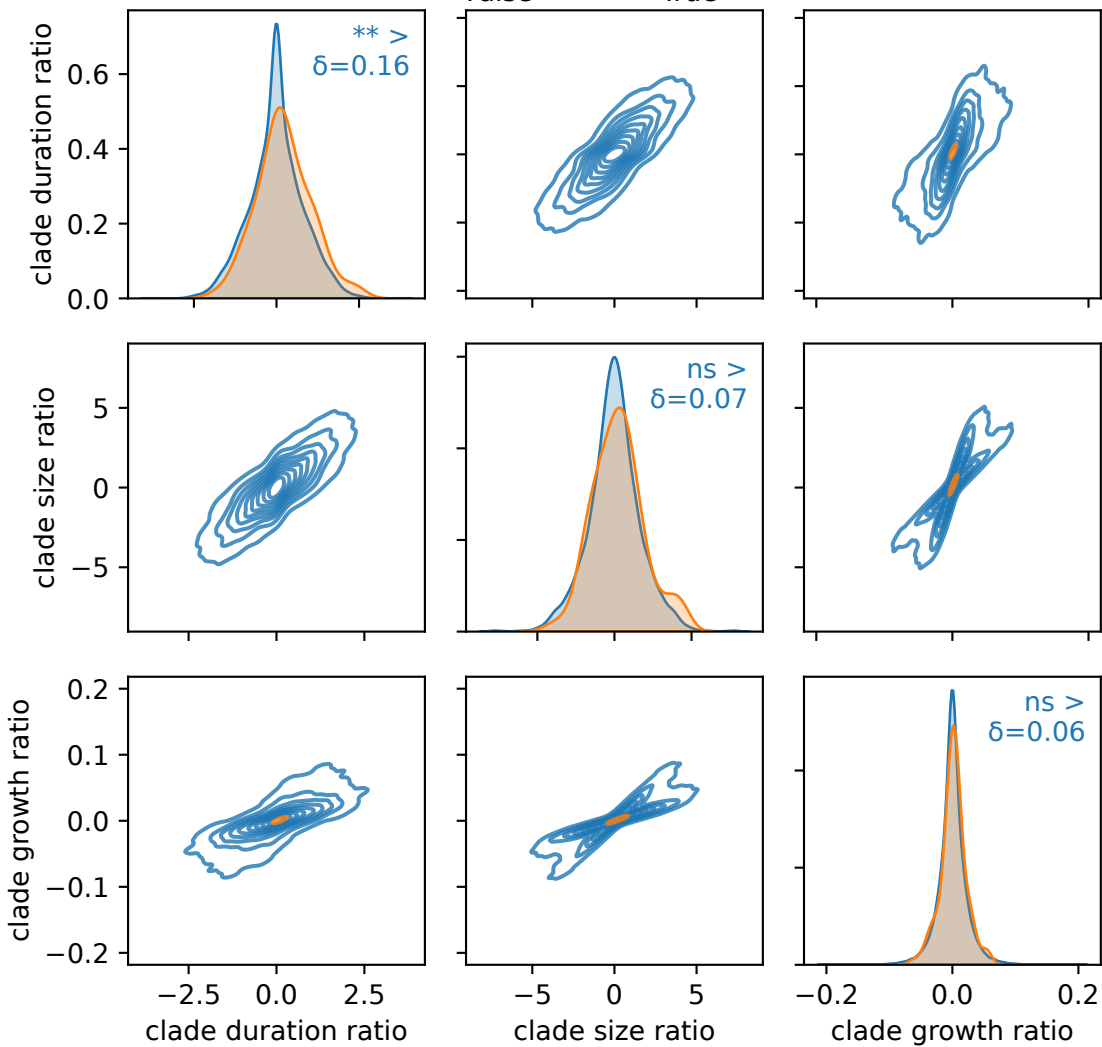 clade duration ratio
0.6
0.4
0.2
0.0
** >
δ=0.16
clade size ratio
5
0
−5
ns >
δ=0.07
clade growth ratio
0.2
0.1
0.0
−0.1
−0.2
ns >
δ=0.06
−2.5 0.0 2.5
−5 0 5
−0.2 0.0 0.2
clade duration ratio
clade size ratio
clade growth ratio